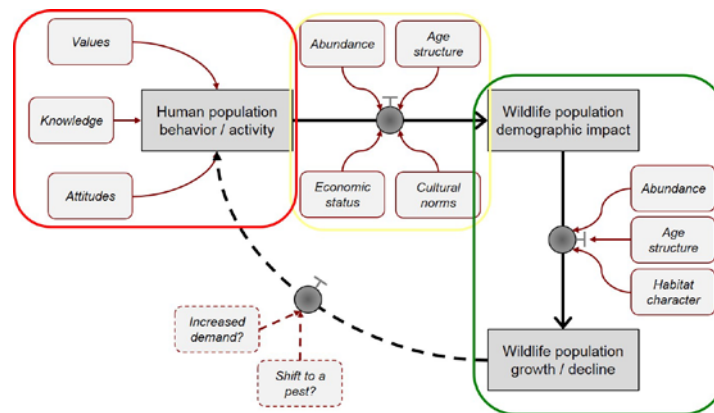 Values
Knowledge
Attitudes
Human population
behavior / activity
Abundance
Age
structure
Economic
status
Cultural
norms
Wildlife population
demographic impact
Abundance
Age
structure
Habitat
character
Wildlife population
growth / decline
Increased
demand?
Shift to a
pest?